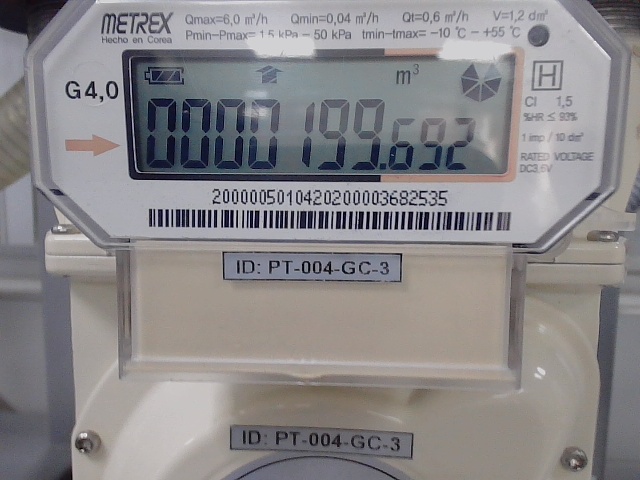 METREX
Hecho en Corea
Qmax=6,0 m³/h Qmin=0,04 m³/h Qt=0,6 m³/h V=1,2 dm³
Pmin-Pmax= 1,5 kPa - 50 kPa tmin-tmax= -10 °C - +55 °C
G4,0
m³
0000199.692
H
CI 1,5
%HR ≤ 93%
1 imp / 10 dm³
RATED VOLTAGE
DC3,6V
2000005010420200003682535
ID: PT-004-GC-3
ID: PT-004-GC-3